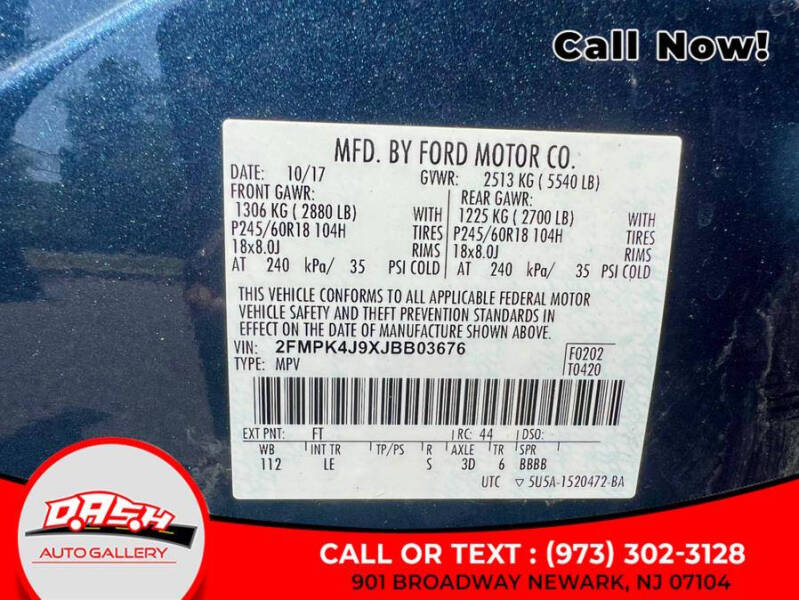 Call Now!
MFD. BY FORD MOTOR CO.
DATE: 10/17 GVWR: 2513 KG ( 5540 LB)
FRONT GAWR: REAR GAWR:
1306 KG ( 2880 LB) WITH 1225 KG ( 2700 LB) WITH
P245/60R18 104H TIRES P245/60R18 104H TIRES
18x8.0J RIMS 18x8.0J RIMS
AT 240 kPa/ 35 PSI COLD AT 240 kPa/ 35 PSI COLD
THIS VEHICLE CONFORMS TO ALL APPLICABLE FEDERAL MOTOR
VEHICLE SAFETY AND THEFT PREVENTION STANDARDS IN
EFFECT ON THE DATE OF MANUFACTURE SHOWN ABOVE.
VIN: 2FMPK4J9XJBB03676 F0202
TYPE: MPV T0420
EXT PNT: FT RC: 44 DSO:
WB INT TR TP/PS R AXLE TR SPR
112 LE S 3D 6 BBBB
UTC ▽ 5U5A-1520472-BA
D.A.S.H
AUTO GALLERY
CALL OR TEXT : (973) 302-3128
901 BROADWAY NEWARK, NJ 07104